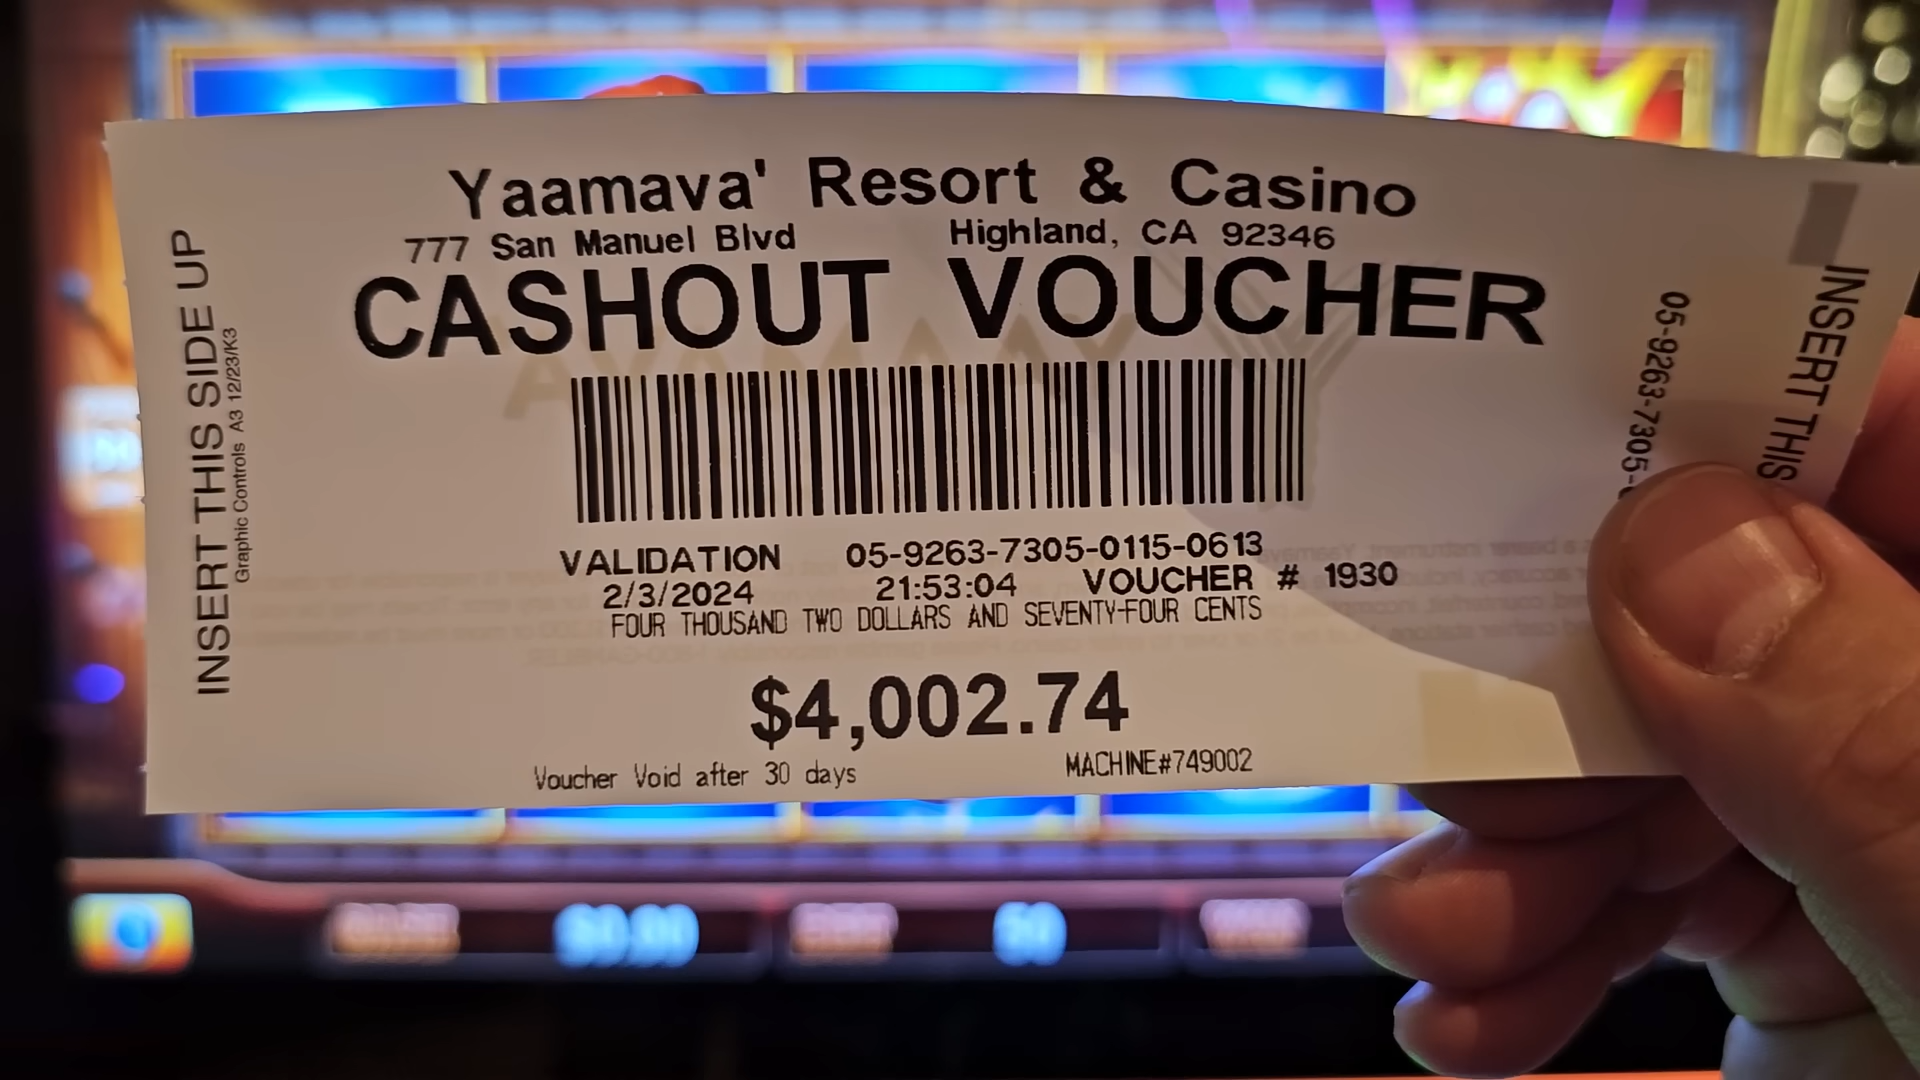 Yaamava' Resort & Casino
777 San Manuel Blvd Highland, CA 92346
CASHOUT VOUCHER
INSERT THIS SIDE UP
Graphic Controls A3 12/23/K3
VALIDATION 05-9263-7305-0115-0613
2/3/2024 21:53:04 VOUCHER # 1930
FOUR THOUSAND TWO DOLLARS AND SEVENTY-FOUR CENTS
$4,002.74
Voucher Void after 30 days MACHINE#749002
05-9263-7305-
INSERT THIS
$0.00
50